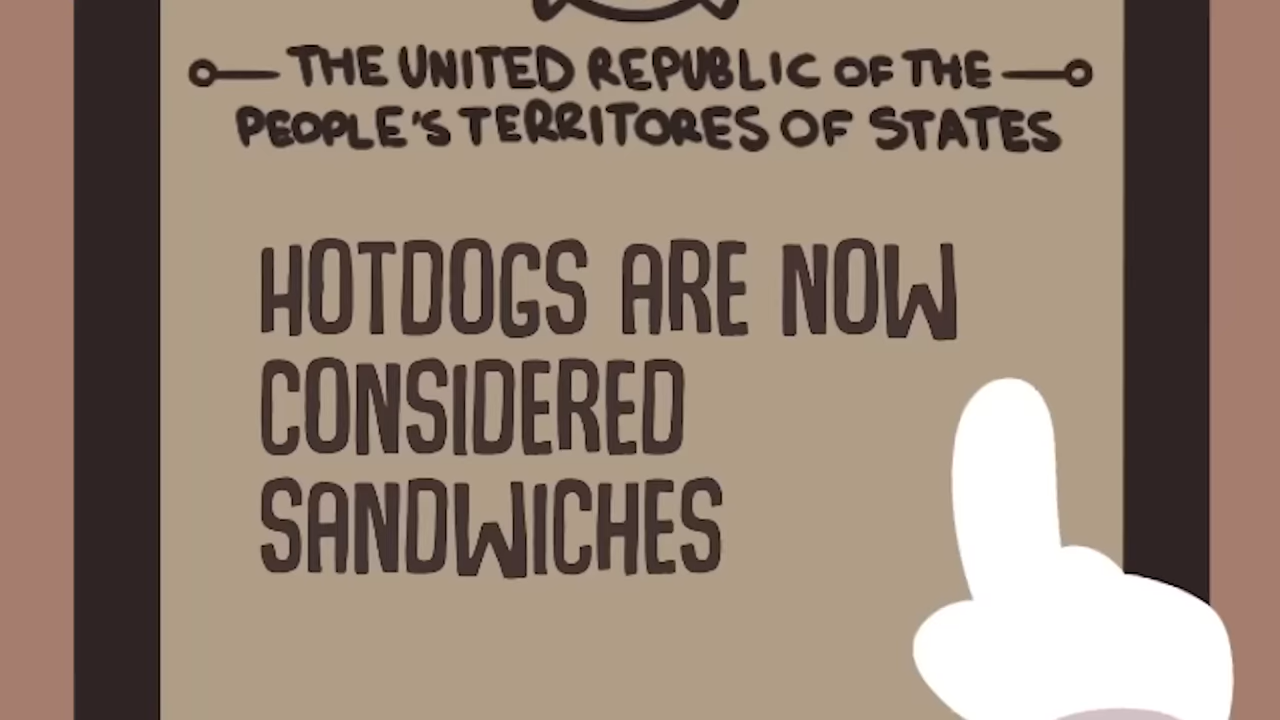 THE UNITED REPUBLIC OF THE
PEOPLE'S TERRITORES OF STATES
HOTDOGS ARE NOW
CONSIDERED
SANDWICHES